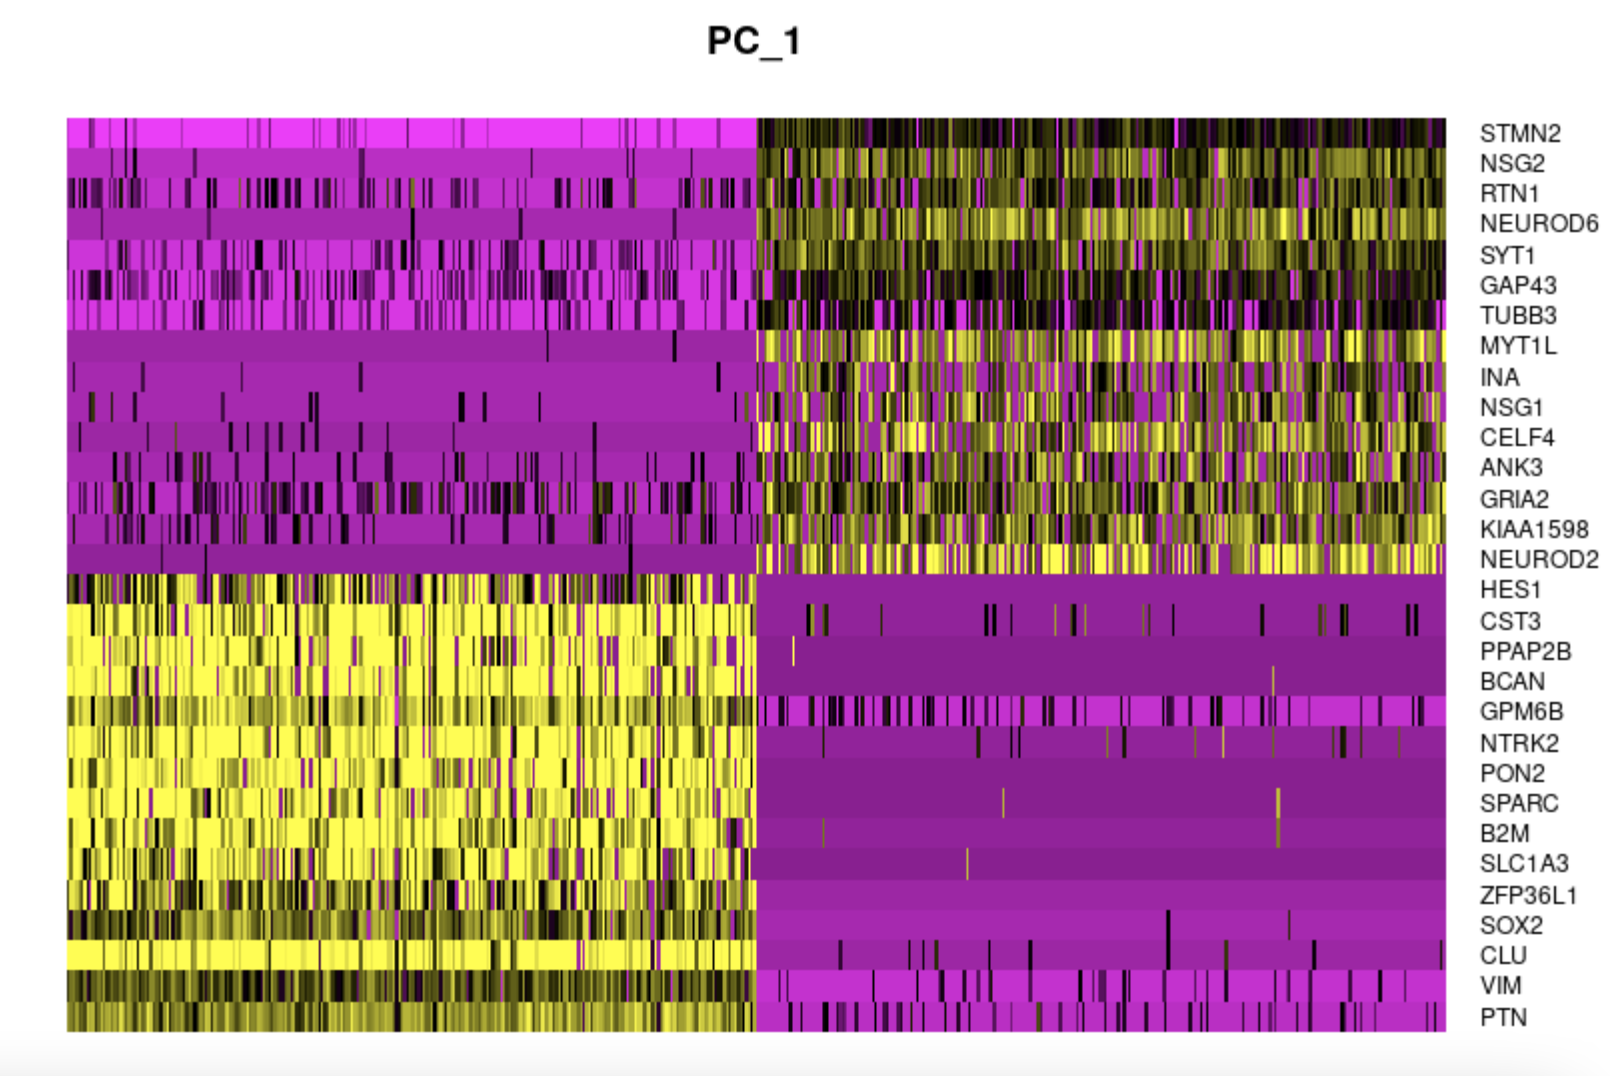 PC_1
STMN2
NSG2
RTN1
NEUROD6
SYT1
GAP43
TUBB3
MYT1L
INA
NSG1
CELF4
ANK3
GRIA2
KIAA1598
NEUROD2
HES1
CST3
PPAP2B
BCAN
GPM6B
NTRK2
PON2
SPARC
B2M
SLC1A3
ZFP36L1
SOX2
CLU
VIM
PTN